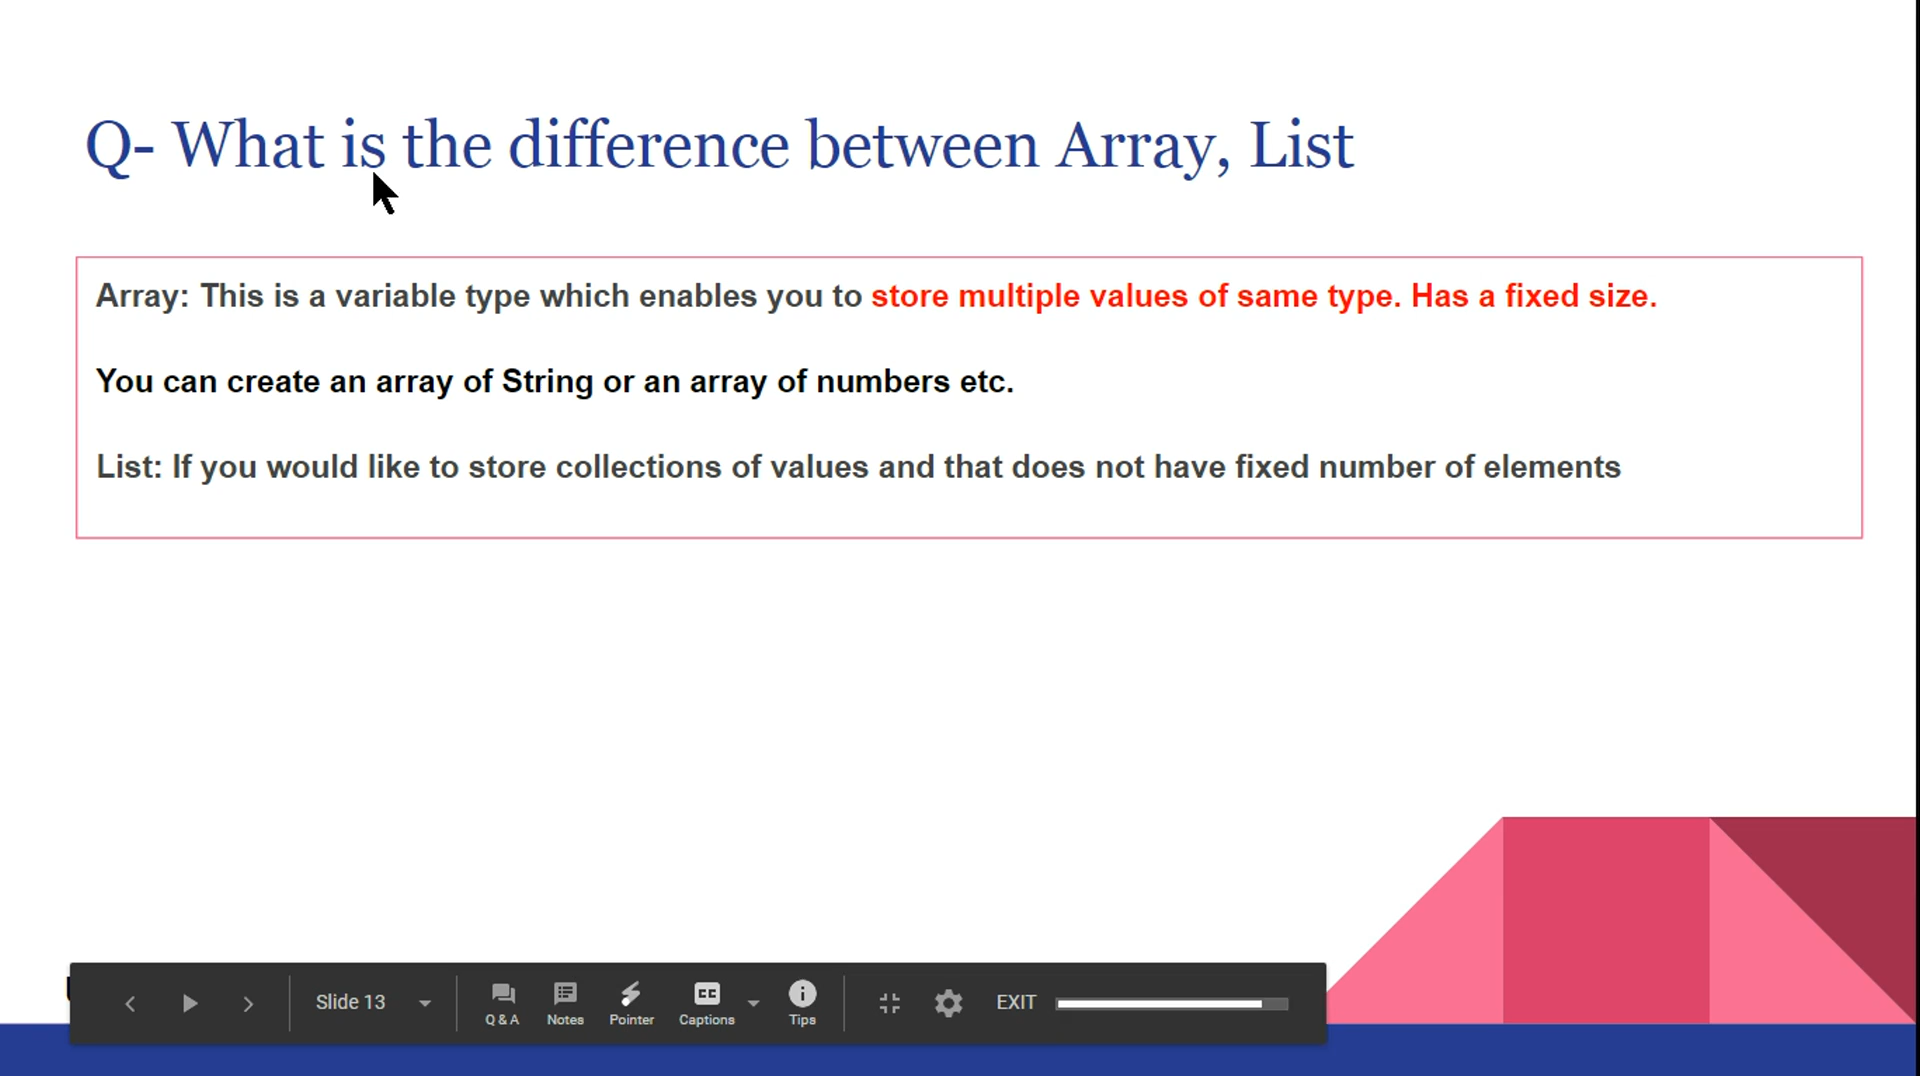 Q- What is the difference between Array, List
Array: This is a variable type which enables you to store multiple values of same type. Has a fixed size.
You can create an array of String or an array of numbers etc.
List: If you would like to store collections of values and that does not have fixed number of elements
Slide 13
Q & A
Notes
Pointer
CC
Captions
Tips
EXIT